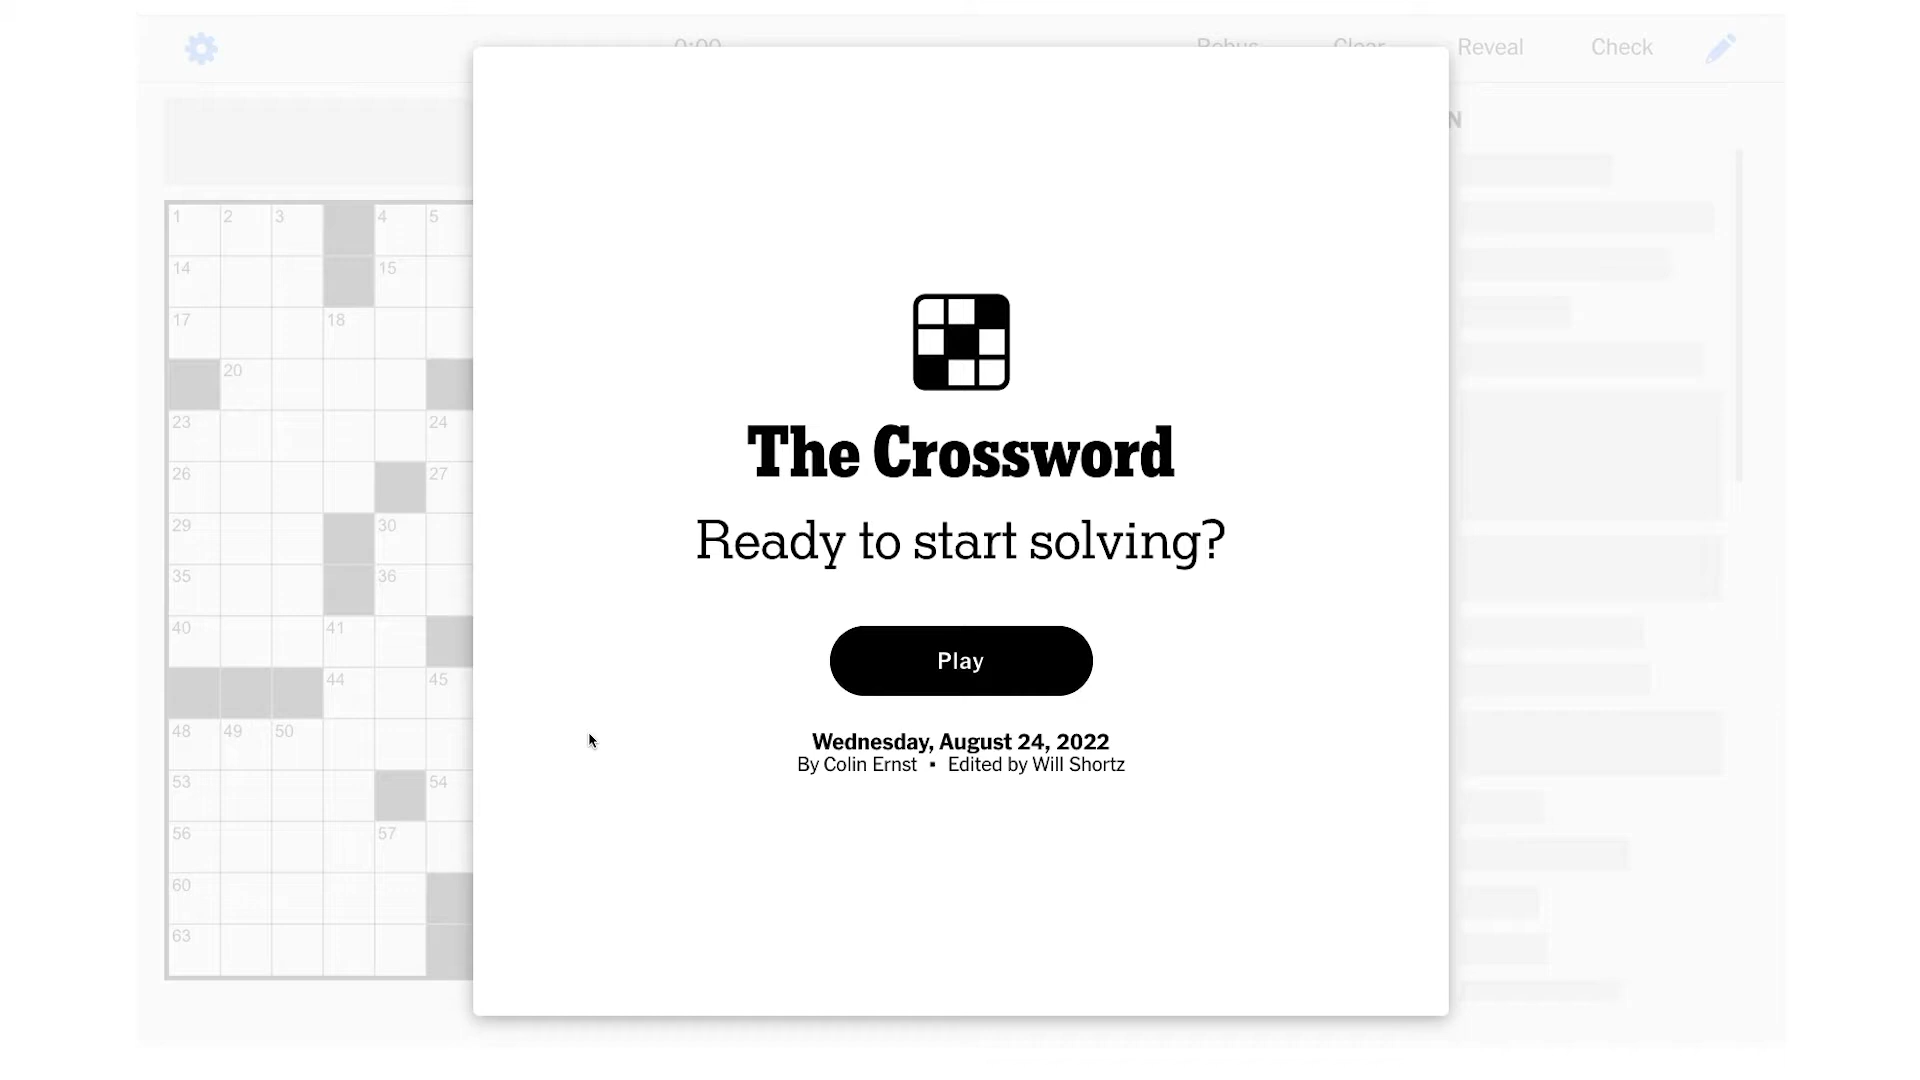 0:00
Reveal
Check
N
1 2 3 4 5
14 15
17 18
20
23 24
26 27
29 30
35 36
40 41
44 45
48 49 50
53 54
56 57
60
63
The Crossword
Ready to start solving?
Play
Wednesday, August 24, 2022
By Colin Ernst ▪ Edited by Will Shortz